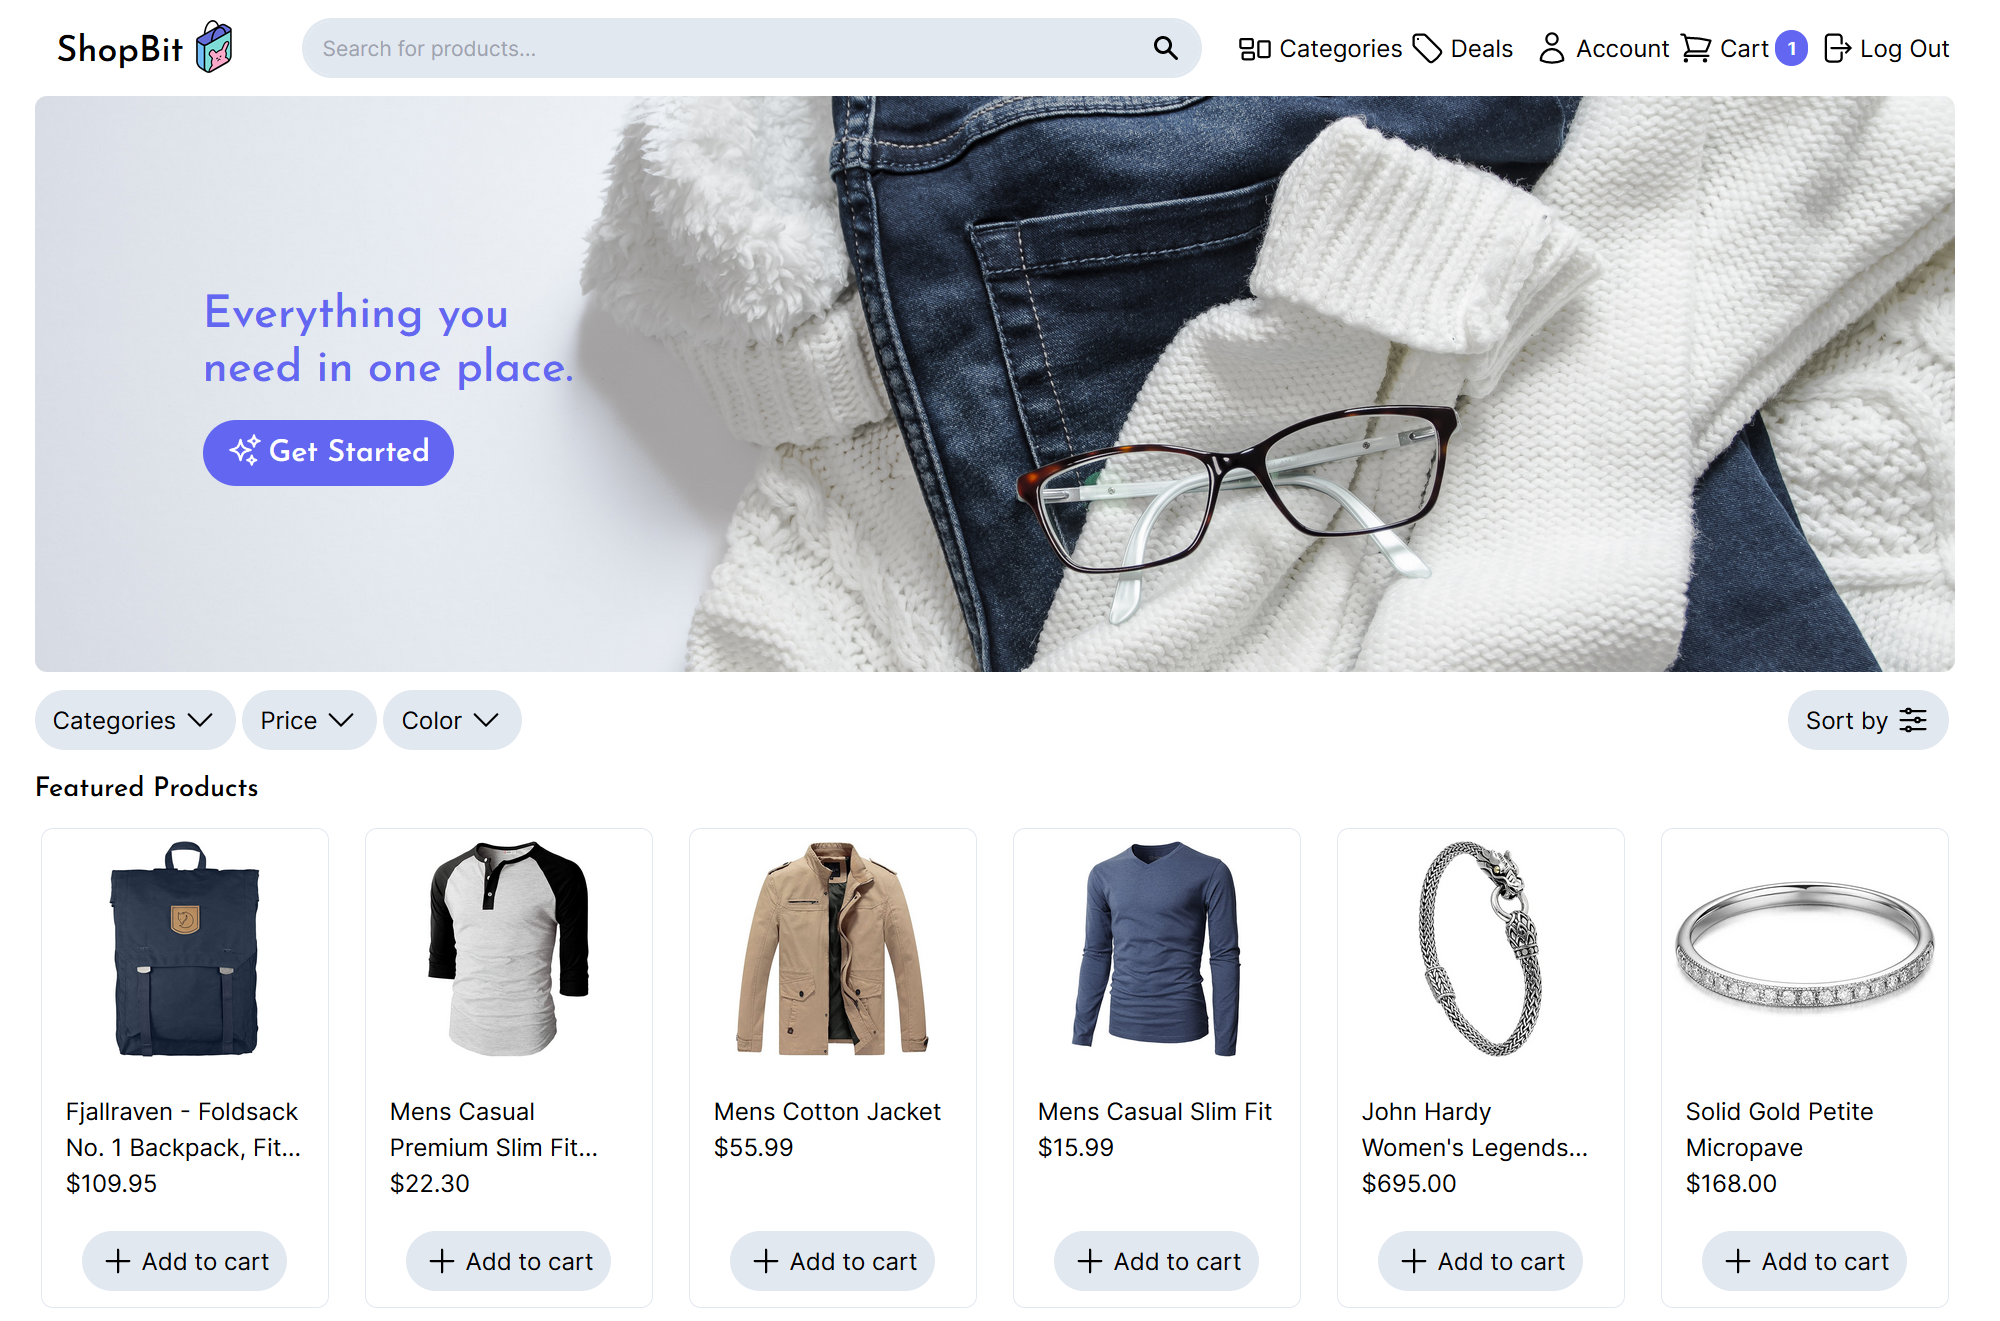 ShopBit
Search for products...
Categories
Deals
Account
Cart
1
Log Out
Everything you
need in one place.
Get Started
Categories
Price
Color
Sort by
Featured Products
Fjallraven - Foldsack
No. 1 Backpack, Fit...
$109.95
Add to cart
Mens Casual
Premium Slim Fit...
$22.30
Add to cart
Mens Cotton Jacket
$55.99
Add to cart
Mens Casual Slim Fit
$15.99
Add to cart
John Hardy
Women's Legends...
$695.00
Add to cart
Solid Gold Petite
Micropave
$168.00
Add to cart